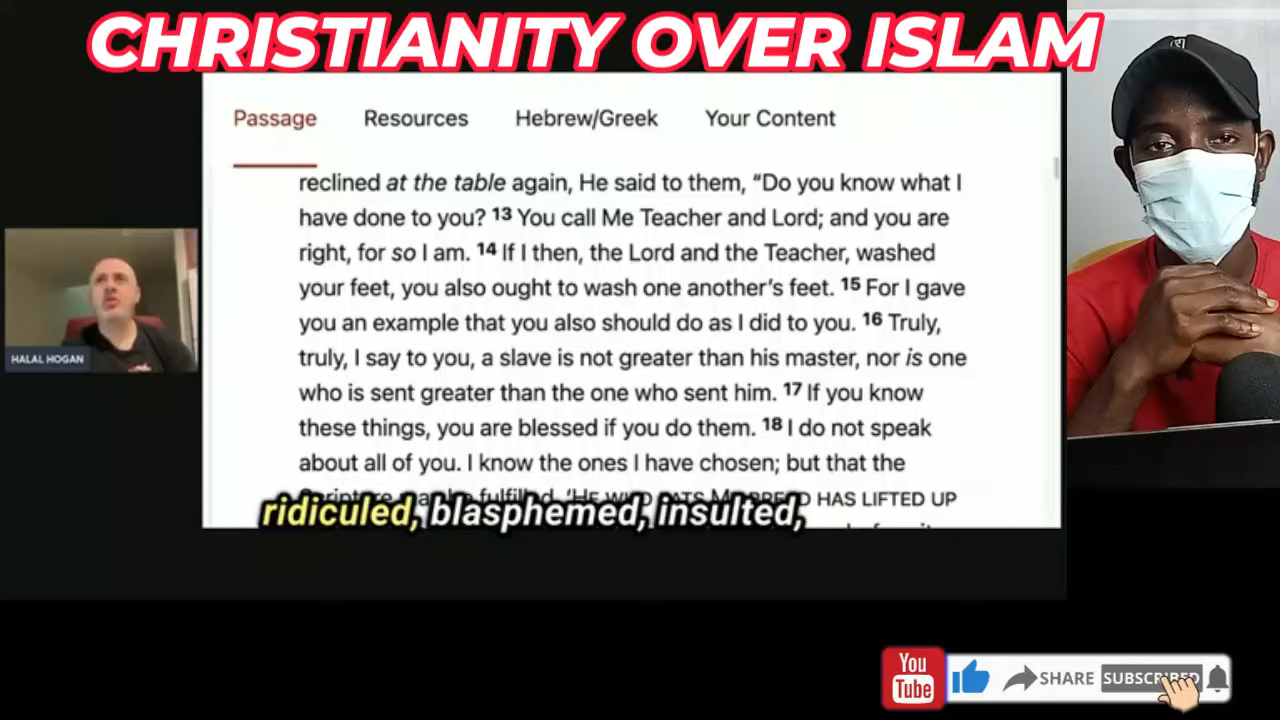 CHRISTIANITY OVER ISLAM
Passage Resources Hebrew/Greek Your Content
reclined at the table again, He said to them, “Do you know what I
have done to you? 13 You call Me Teacher and Lord; and you are
right, for so I am. 14 If I then, the Lord and the Teacher, washed
your feet, you also ought to wash one another’s feet. 15 For I gave
you an example that you also should do as I did to you. 16 Truly,
truly, I say to you, a slave is not greater than his master, nor is one
who is sent greater than the one who sent him. 17 If you know
these things, you are blessed if you do them. 18 I do not speak
about all of you. I know the ones I have chosen; but that the
fulfilled, ‘HE HAS LIFTED UP
ridiculed, blasphemed, insulted,
HALAL HOGAN
You
Tube
SHARE SUBSCRIBED